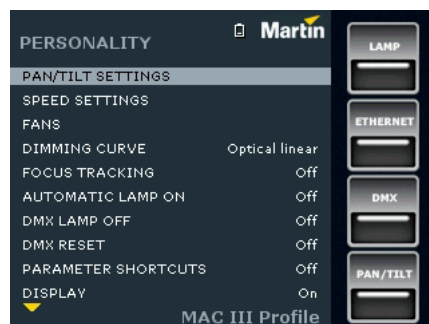 PERSONALITY
Martin
PAN/TILT SETTINGS
SPEED SETTINGS
FANS
DIMMING CURVE Optical linear
FOCUS TRACKING Off
AUTOMATIC LAMP ON Off
DMX LAMP OFF Off
DMX RESET Off
PARAMETER SHORTCUTS Off
DISPLAY On
MAC III Profile
LAMP
ETHERNET
DMX
PAN/TILT